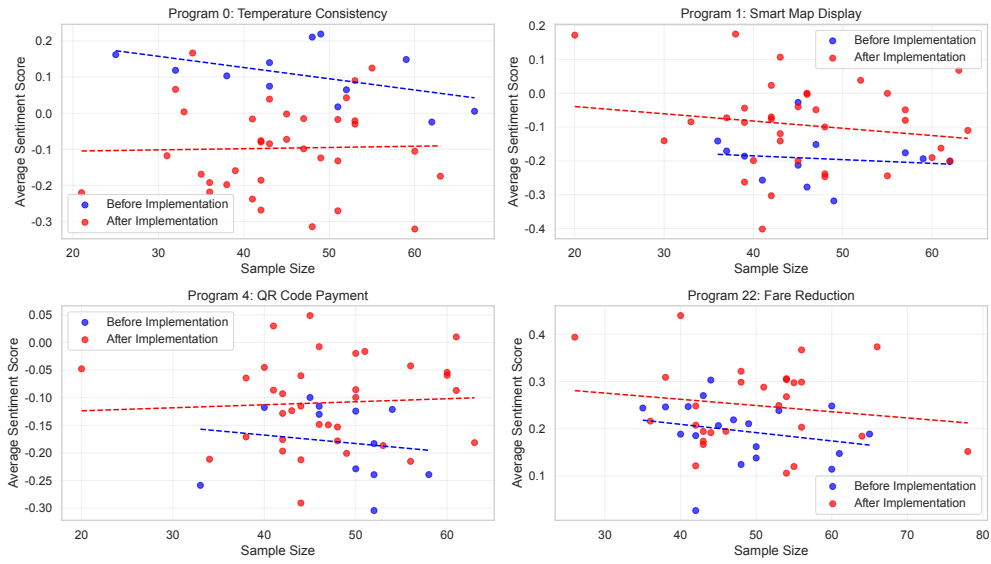 Program 0: Temperature Consistency
Average Sentiment Score
0.2
0.1
0.0
-0.1
-0.2
-0.3
Before Implementation
After Implementation
20 30 40 50 60
Sample Size
Program 1: Smart Map Display
Average Sentiment Score
0.2
0.1
0.0
-0.1
-0.2
-0.3
-0.4
Before Implementation
After Implementation
20 30 40 50 60
Sample Size
Program 4: QR Code Payment
Average Sentiment Score
0.05
0.00
-0.05
-0.10
-0.15
-0.20
-0.25
-0.30
Before Implementation
After Implementation
20 30 40 50 60
Sample Size
Program 22: Fare Reduction
Average Sentiment Score
0.4
0.3
0.2
0.1
Before Implementation
After Implementation
30 40 50 60 70 80
Sample Size